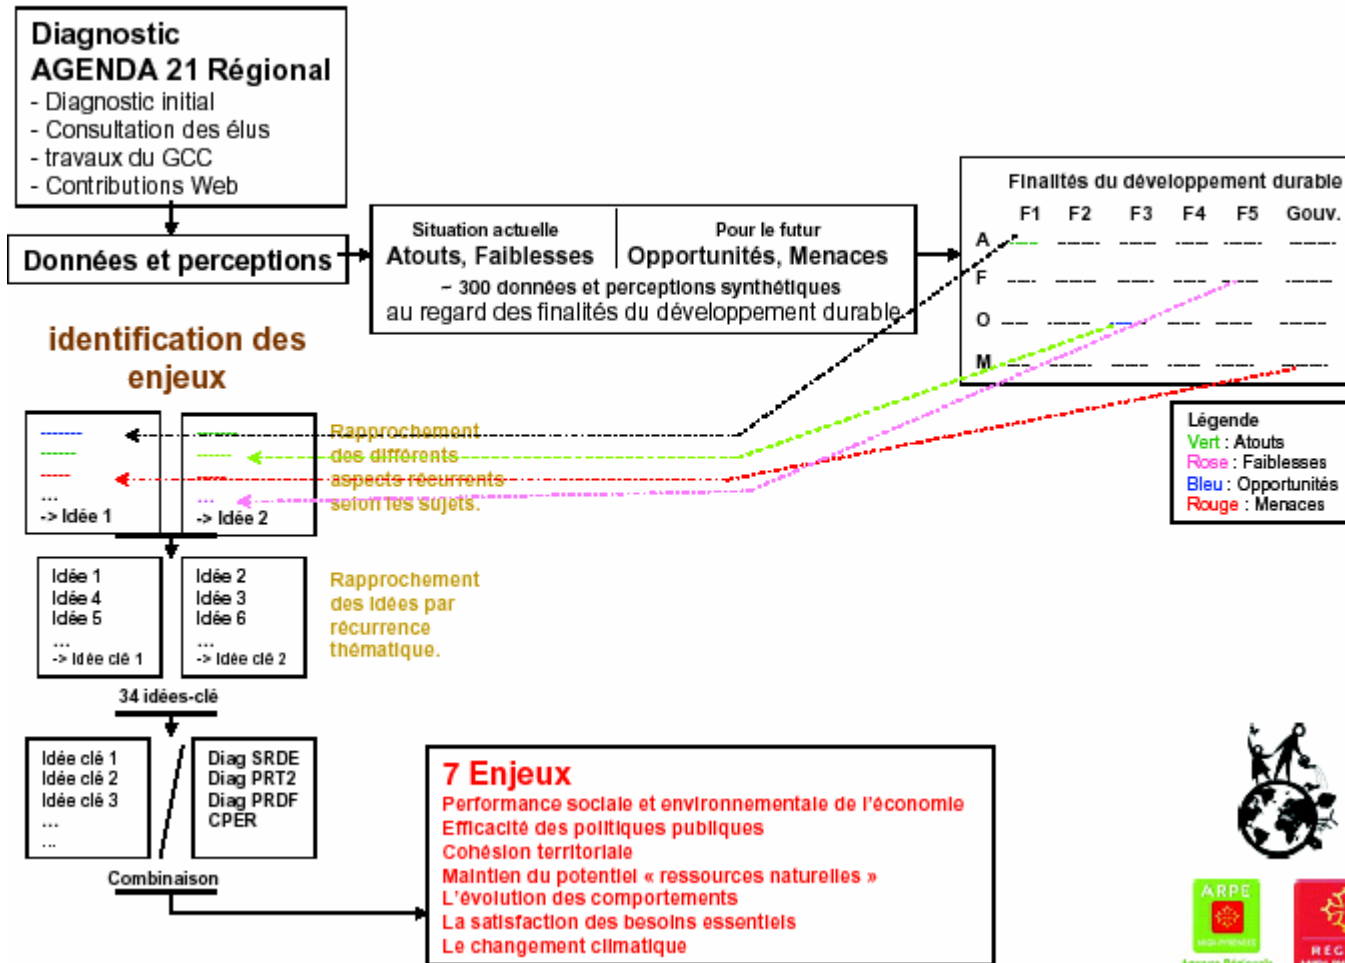 Diagnostic
AGENDA 21 Régional
- Diagnostic initial
- Consultation des élus
- travaux du GCC
- Contributions Web
Données et perceptions
Situation actuelle
Atouts, Faiblesses
Pour le futur
Opportunités, Menaces
~ 300 données et perceptions synthétiques
au regard des finalités du développement durable
Finalités du développement durable
F1 F2 F3 F4 F5 Gouv.
A
F
O
M
Légende
Vert : Atouts
Rose : Faiblesses
Bleu : Opportunités
Rouge : Menaces
identification des
enjeux
...
-> Idée 1
...
-> Idée 2
Rapprochement
des différents
aspects récurrents
selon les sujets.
Idée 1
Idée 4
Idée 5
...
-> Idée clé 1
Idée 2
Idée 3
Idée 6
...
-> Idée clé 2
Rapprochement
des Idées par
récurrence
thématique.
34 idées-clé
Idée clé 1
Idée clé 2
Idée clé 3
...
...
Diag SRDE
Diag PRT2
Diag PRDF
CPER
Combinaison
7 Enjeux
Performance sociale et environnementale de l'économie
Efficacité des politiques publiques
Cohésion territoriale
Maintien du potentiel « ressources naturelles »
L'évolution des comportements
La satisfaction des besoins essentiels
Le changement climatique
ARPE
MIDI-PYRENEES